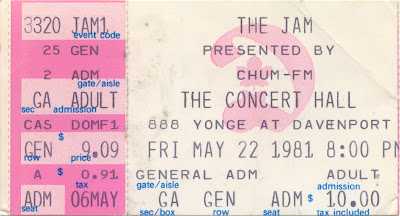 3320 JAM1
event code
25 GEN
2 ADM
gate/aisle
GA ADULT
sec admission
CAS DOMF1
GEN $ 9.09
row price
A $ 0.91
tax
ADM 06MAY
seat
THE JAM
PRESENTED BY
CHUM-FM
THE CONCERT HALL
888 YONGE AT DAVENPORT
FRI MAY 22 1981 8:00 PM
GENERAL ADM ADULT
gate/aisle admission
GA GEN ADM $ 10.00
sec/box row seat tax included